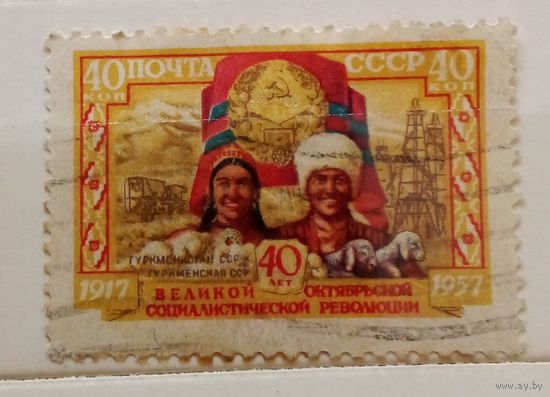 40 ПОЧТА СССР 40
КОП КОП
ТУРКМЕНИСТАН ССР
ТУРКМЕНСКАЯ ССР
40
ЛЕТ
1917 1957
ВЕЛИКОЙ ОКТЯБРЬСКОЙ
СОЦИАЛИСТИЧЕСКОЙ РЕВОЛЮЦИИ
www.ay.by